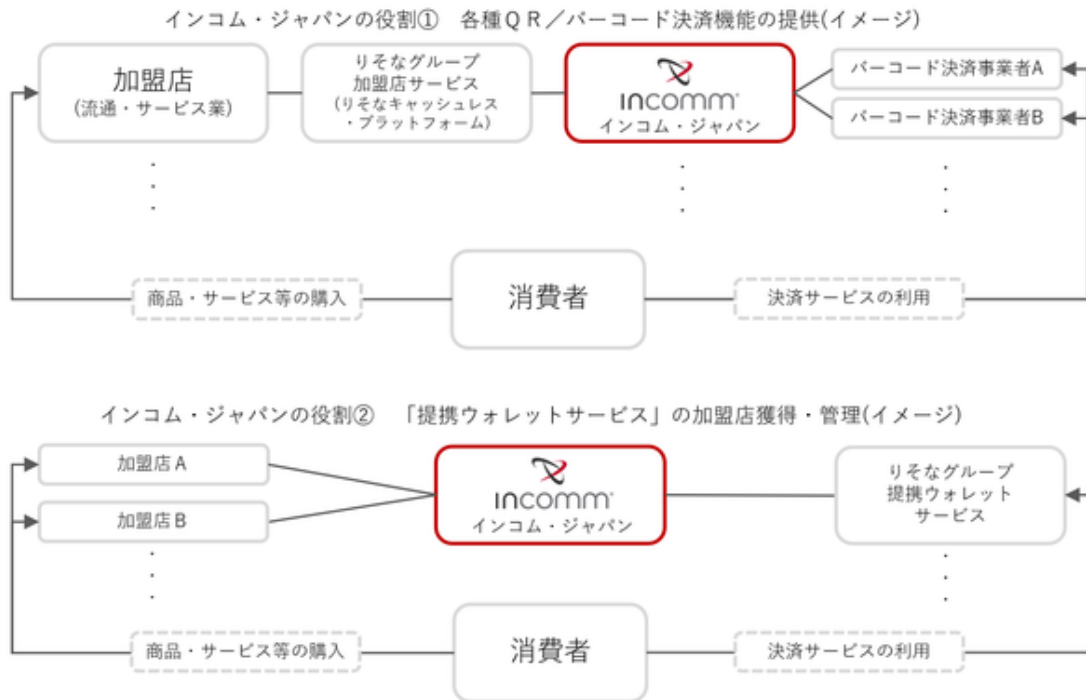 インコム・ジャパンの役割① 各種QR/バーコード決済機能の提供(イメージ)
加盟店
(流通・サービス業)
りそなグループ
加盟店サービス
(りそなキャッシュレス
・プラットフォーム)
incomm
インコム・ジャパン
バーコード決済事業者A
バーコード決済事業者B
商品・サービス等の購入
消費者
決済サービスの利用
インコム・ジャパンの役割② 「提携ウォレットサービス」の加盟店獲得・管理(イメージ)
加盟店A
加盟店B
incomm
インコム・ジャパン
りそなグループ
提携ウォレット
サービス
商品・サービス等の購入
消費者
決済サービスの利用